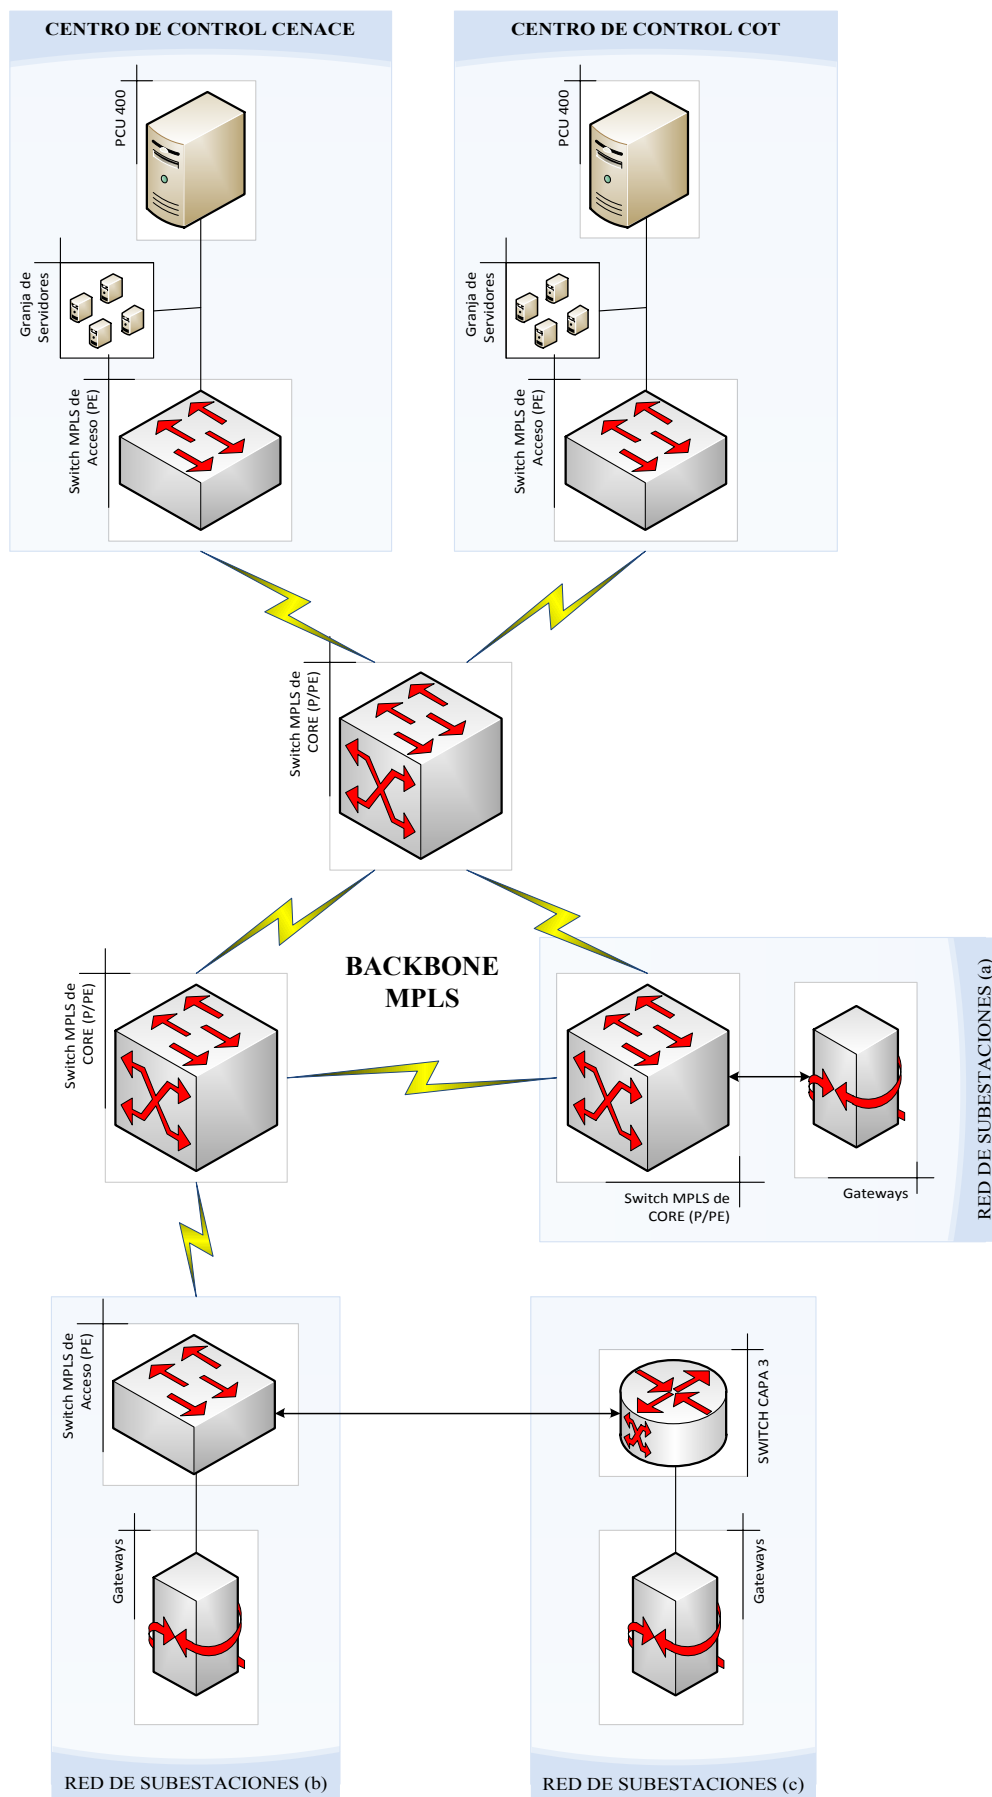 CENTRO DE CONTROL CENACE
PCU 400
Granja de
Servidores
Switch MPLS de
Acceso (PE)
CENTRO DE CONTROL COT
PCU 400
Granja de
Servidores
Switch MPLS de
Acceso (PE)
Switch MPLS de
CORE (P/PE)
BACKBONE
MPLS
Switch MPLS de
CORE (P/PE)
Switch MPLS de
CORE (P/PE)
Gateways
RED DE SUBESTACIONES (a)
Switch MPLS de
Acceso (PE)
Gateways
RED DE SUBESTACIONES (b)
SWITCH CAPA 3
Gateways
RED DE SUBESTACIONES (c)